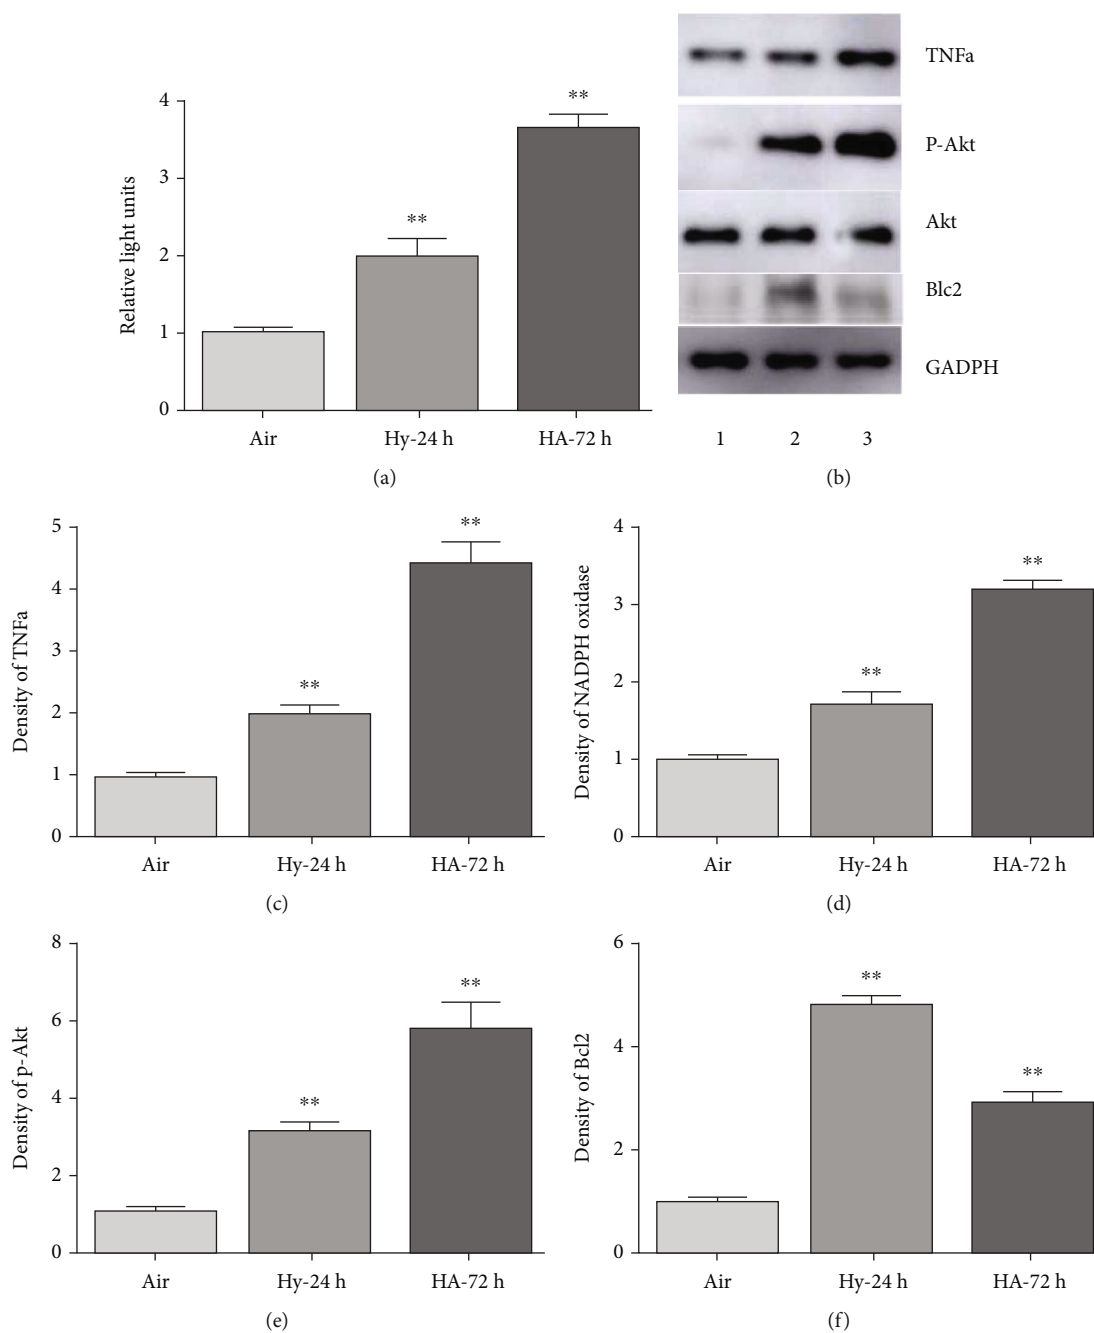 4
3
2
1
0
Relative light units
**
**
Air
Hy-24 h
HA-72 h
(a)
TNFa
P-Akt
Akt
Blc2
GADPH
1 2 3
(b)
5
4
3
2
1
0
Density of TNFa
**
**
Air
Hy-24 h
HA-72 h
(c)
4
3
2
1
0
Density of NADPH oxidase
**
**
Air
Hy-24 h
HA-72 h
(d)
8
6
4
2
0
Density of p-Akt
**
**
Air
Hy-24 h
HA-72 h
(e)
6
4
2
0
Density of Bcl2
**
**
Air
Hy-24 h
HA-72 h
(f)